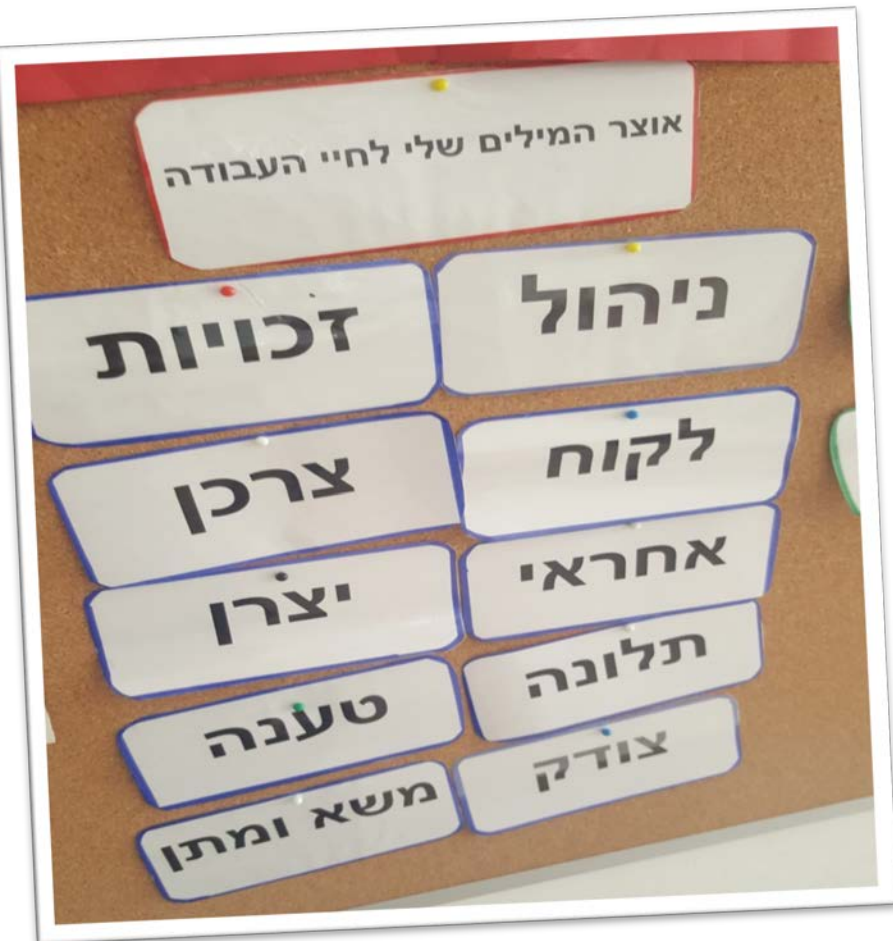 אוצר המילים שלי לחיי העבודה
ניהול
זכויות
לקוח
צרכן
אחראי
יצרן
תלונה
טענה
צודק
משא ומתן